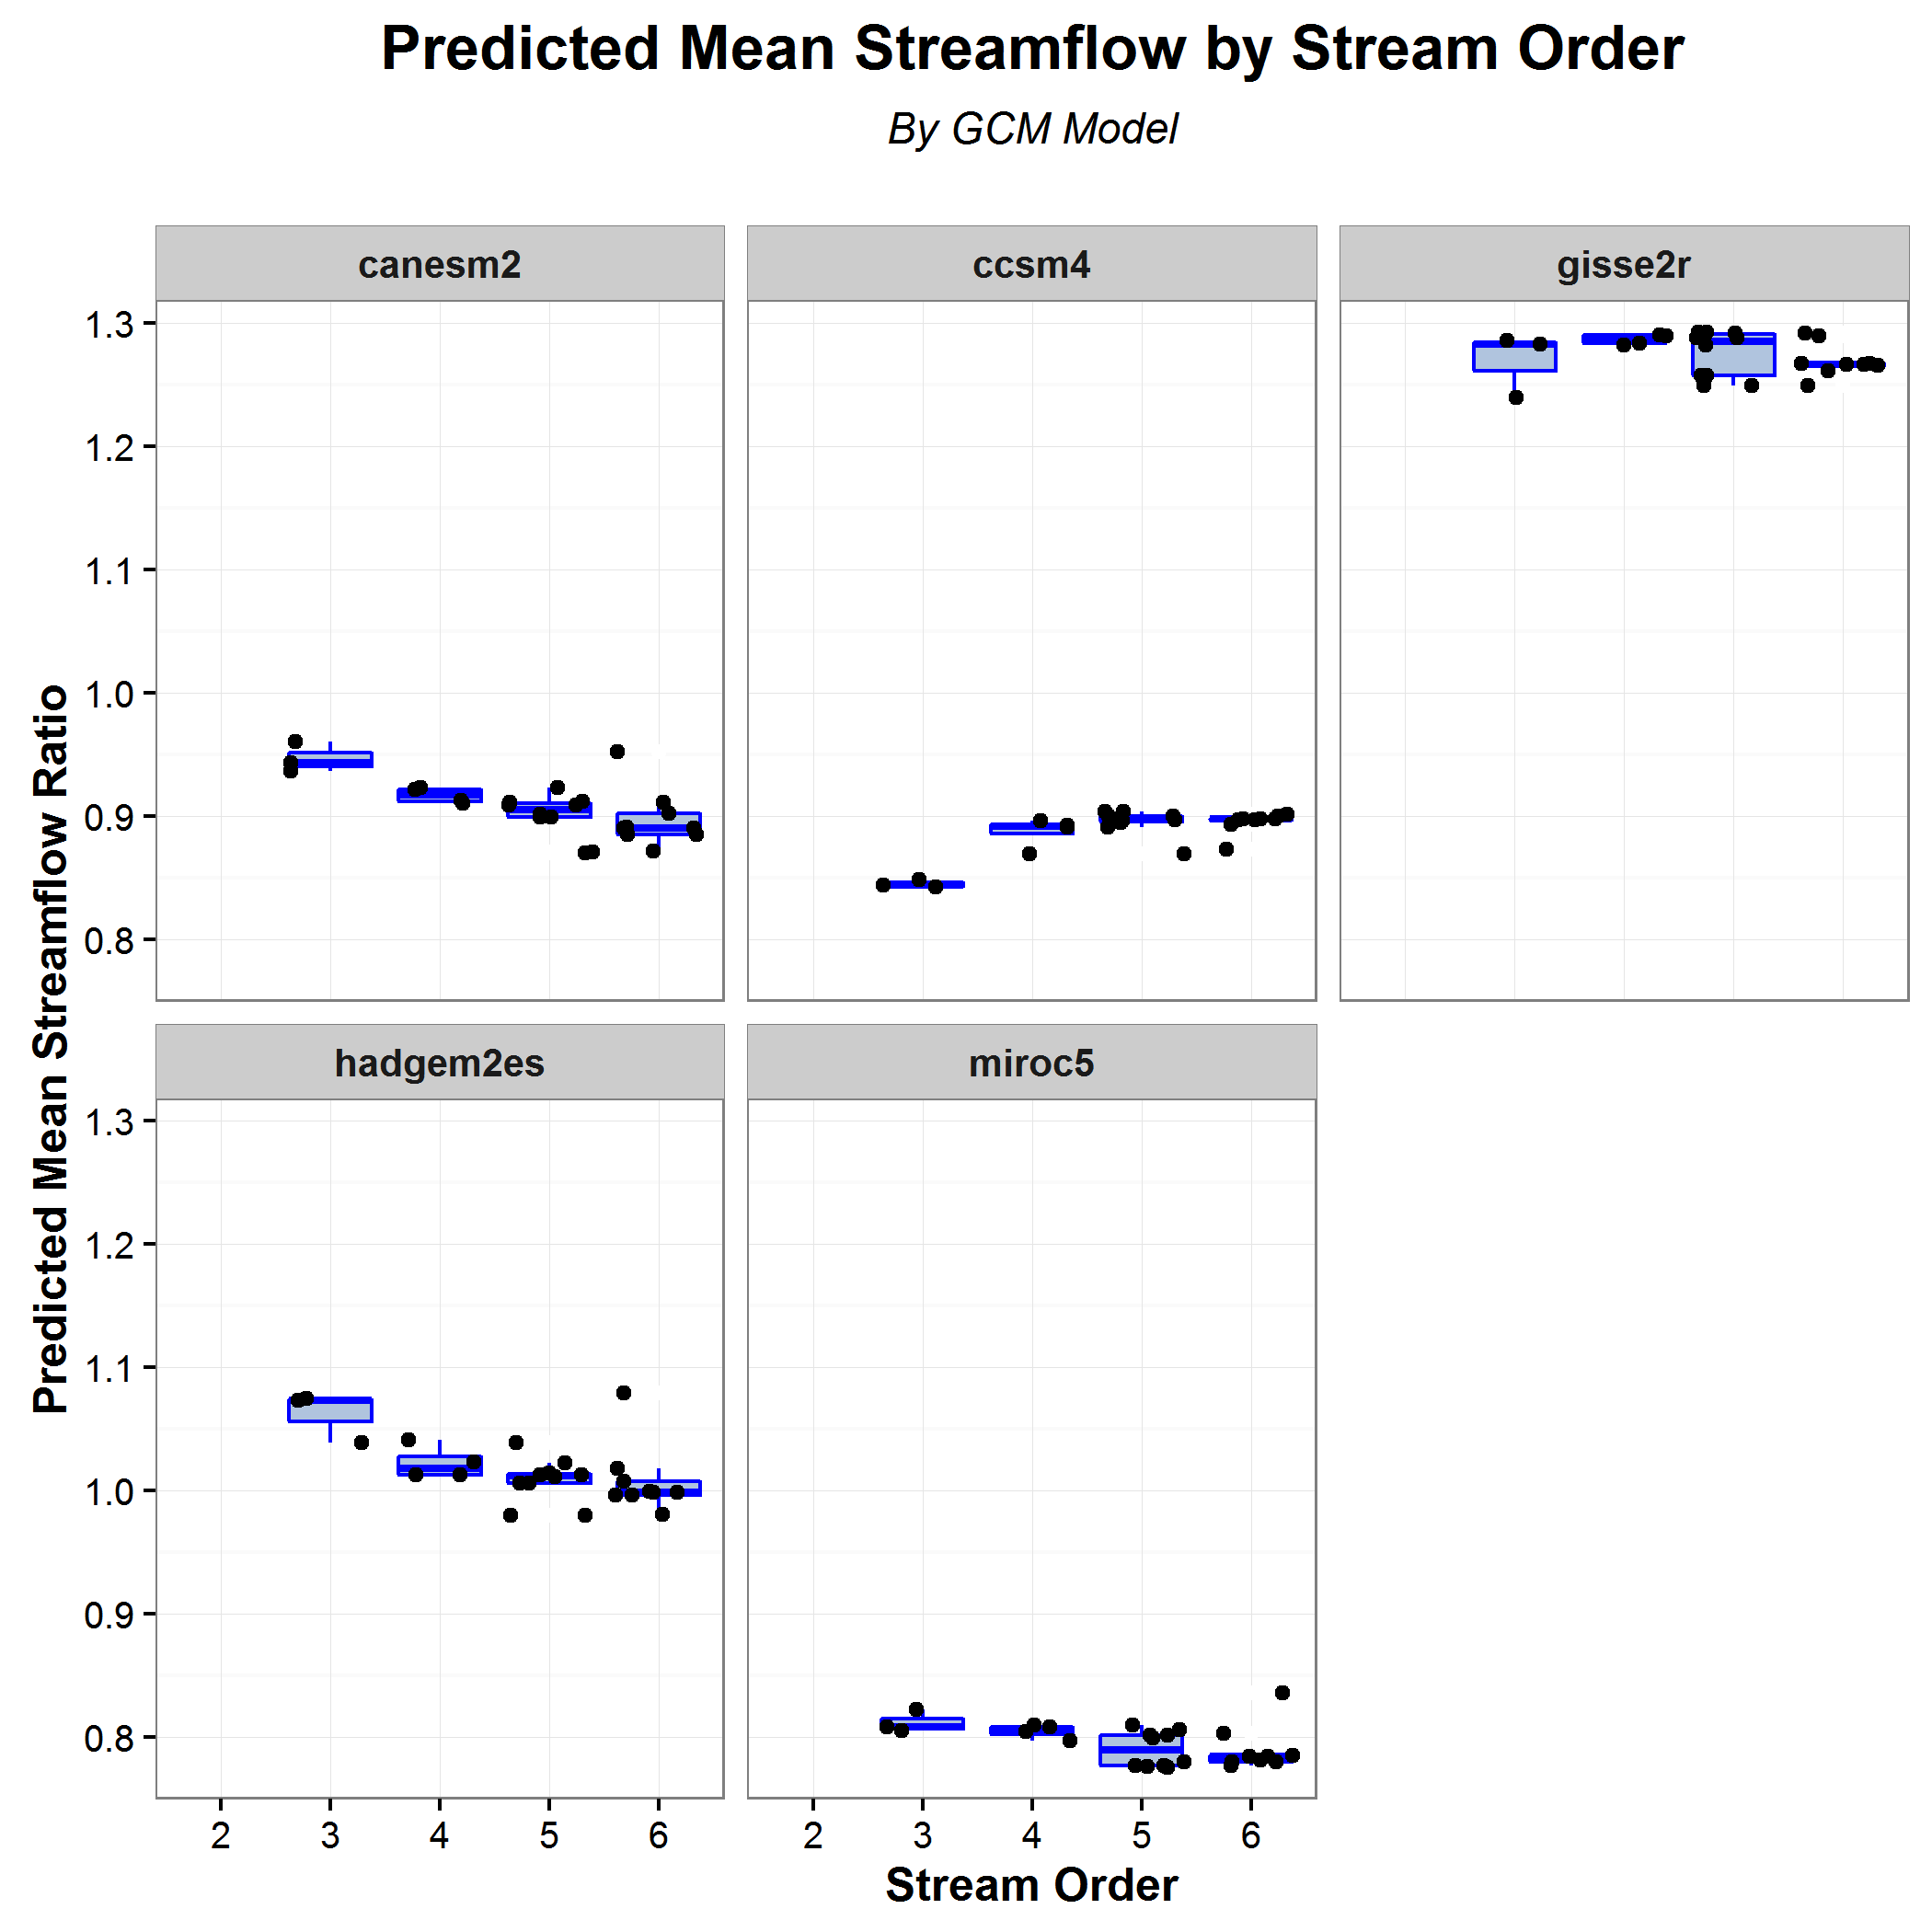 Predicted Mean Streamflow by Stream Order
By GCM Model
canesm2
ccsm4
gisse2r
1.3
1.2
1.1
1.0
0.9
0.8
hadgem2es
miroc5
1.3
1.2
1.1
1.0
0.9
0.8
2 3 4 5 6
2 3 4 5 6
Stream Order
Predicted Mean Streamflow Ratio